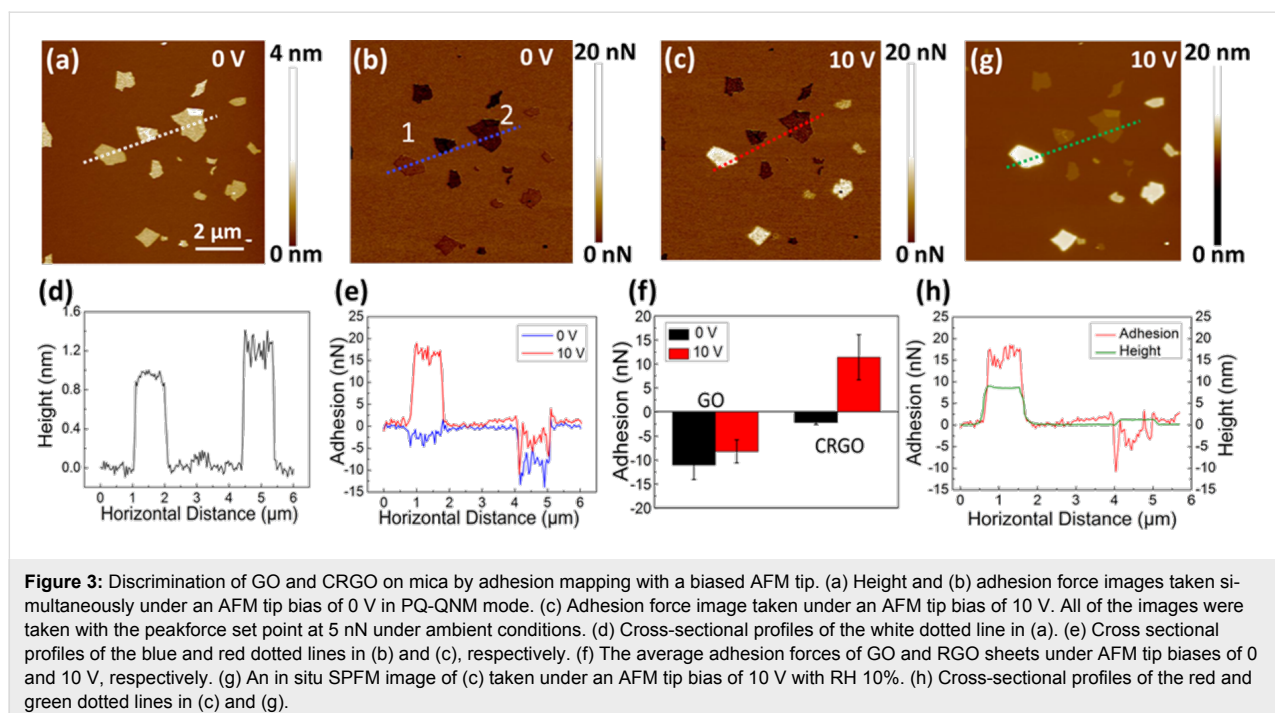 (a) 0 V 4 nm 0 nm 2 µm
(b) 0 V 20 nN 0 nN 1 2
(c) 10 V 20 nN 0 nN
(g) 10 V 20 nm 20 nm
(d)
1.6
1.2
0.8
0.4
0.0
Height (nm)
0 1 2 3 4 5 6
Horizontal Distance (µm)
(e)
25
20
15
10
5
0
-5
-10
-15
Adhesion (nN)
0 V
10 V
0 1 2 3 4 5 6
Horizontal Distance (µm)
(f)
20
15
10
5
0
-5
-10
-15
-20
Adhesion (nN)
0 V
10 V
GO
CRGO
(h)
25
20
15
10
5
0
-5
-10
-15
Adhesion (nN)
Adhesion
Height
25
20
15
10
5
0
-5
-10
-15
Height (nm)
0 1 2 3 4 5
Horizontal Distance (µm)
Figure 3: Discrimination of GO and CRGO on mica by adhesion mapping with a biased AFM tip. (a) Height and (b) adhesion force images taken si-
multaneously under an AFM tip bias of 0 V in PQ-QNM mode. (c) Adhesion force image taken under an AFM tip bias of 10 V. All of the images were
taken with the peakforce set point at 5 nN under ambient conditions. (d) Cross-sectional profiles of the white dotted line in (a). (e) Cross sectional
profiles of the blue and red dotted lines in (b) and (c), respectively. (f) The average adhesion forces of GO and RGO sheets under AFM tip biases of 0
and 10 V, respectively. (g) An in situ SPFM image of (c) taken under an AFM tip bias of 10 V with RH 10%. (h) Cross-sectional profiles of the red and
green dotted lines in (c) and (g).